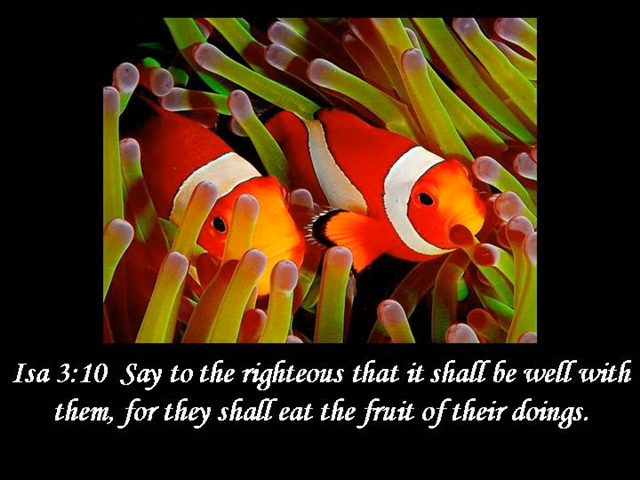 Isa 3:10  Say to the righteous that it shall be well with
them, for they shall eat the fruit of their doings.